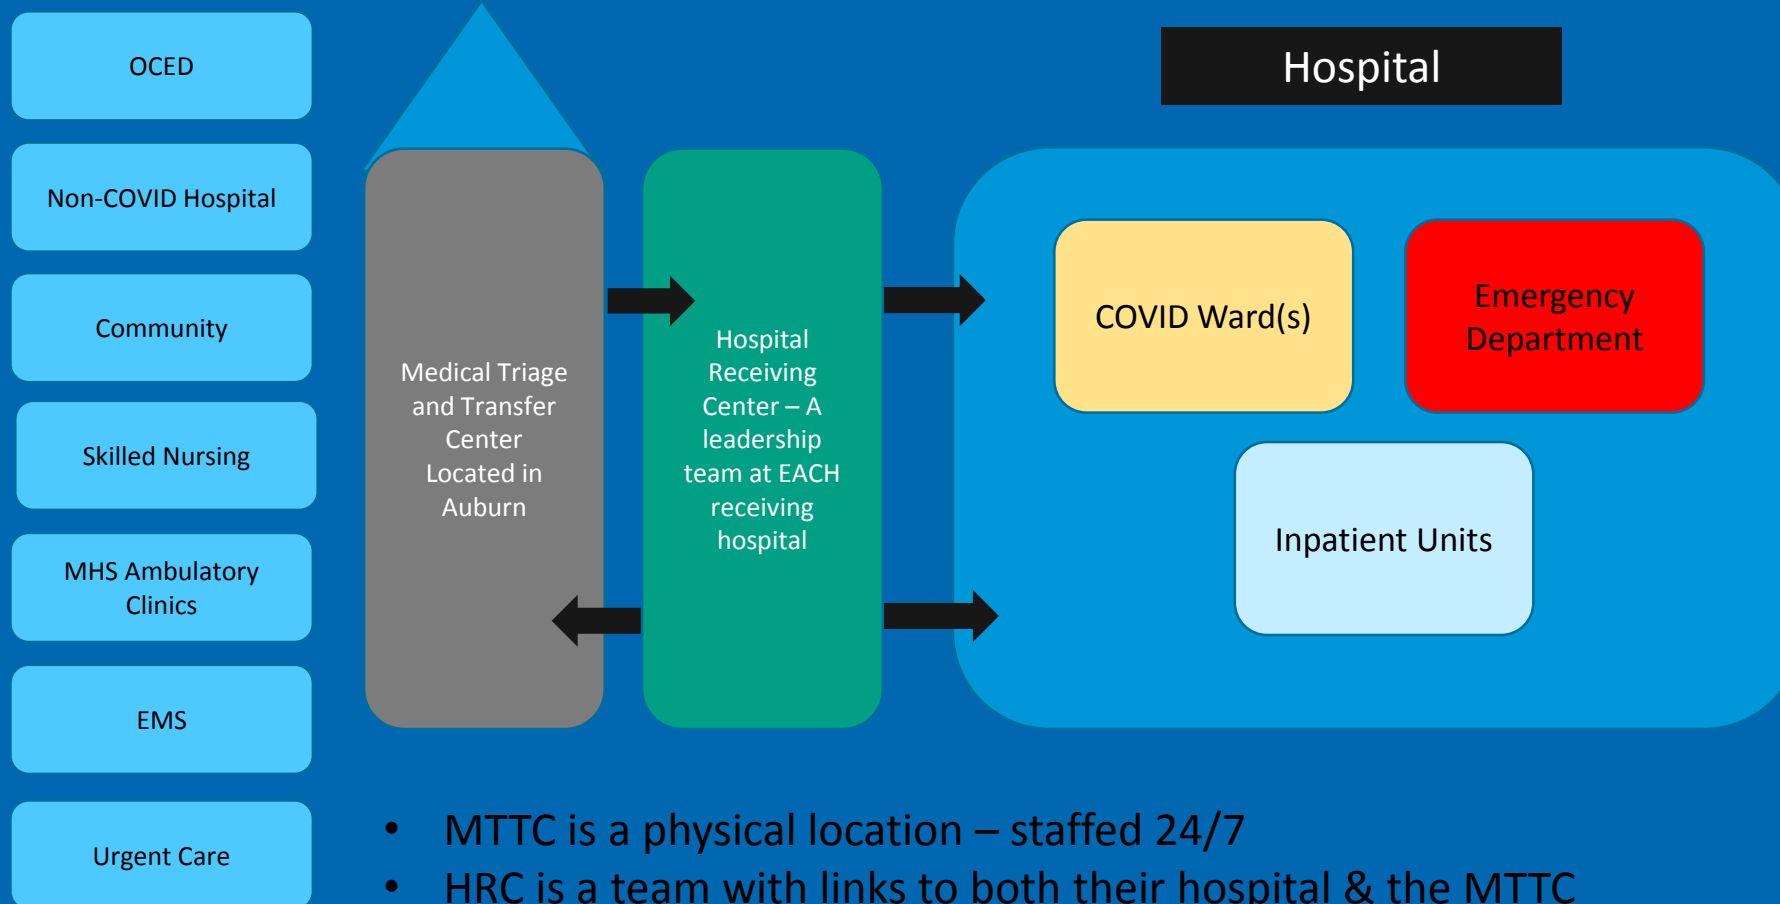 OCED
Non-COVID Hospital
Community
Skilled Nursing
MHS Ambulatory
Clinics
EMS
Urgent Care
Medical Triage
and Transfer
Center
Located in
Auburn
Hospital
Receiving
Center – A
leadership
team at EACH
receiving
hospital
Hospital
COVID Ward(s)
Emergency
Department
Inpatient Units
• MTTC is a physical location – staffed 24/7
• HRC is a team with links to both their hospital & the MTTC